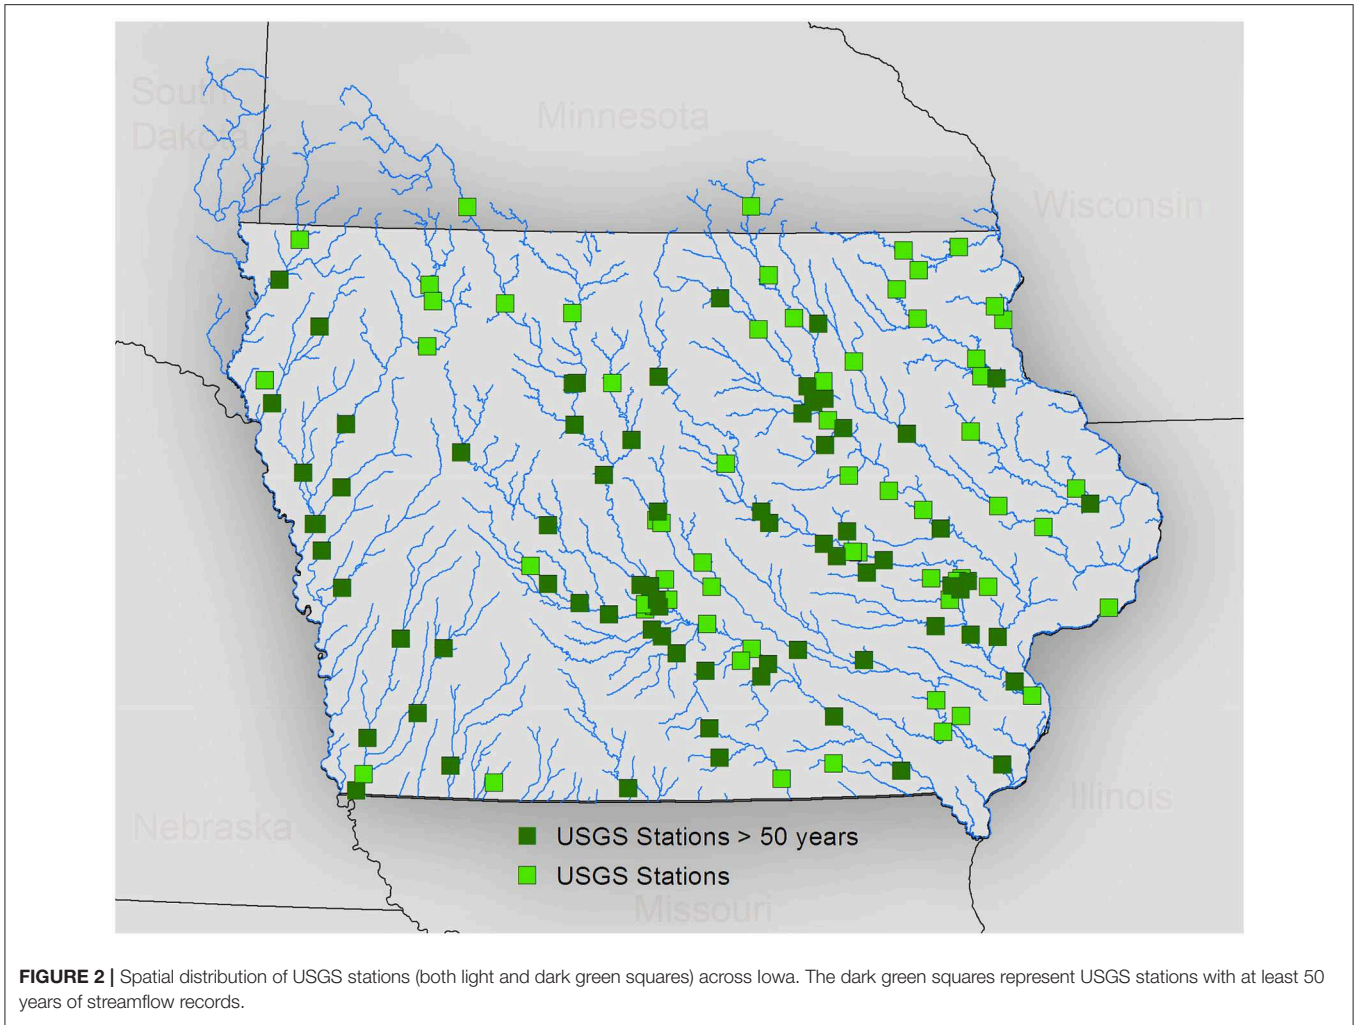 South
Dakota
Minnesota
Wisconsin
Nebraska
Illinois
Missouri
USGS Stations > 50 years
USGS Stations
FIGURE 2 | Spatial distribution of USGS stations (both light and dark green squares) across Iowa. The dark green squares represent USGS stations with at least 50
years of streamflow records.